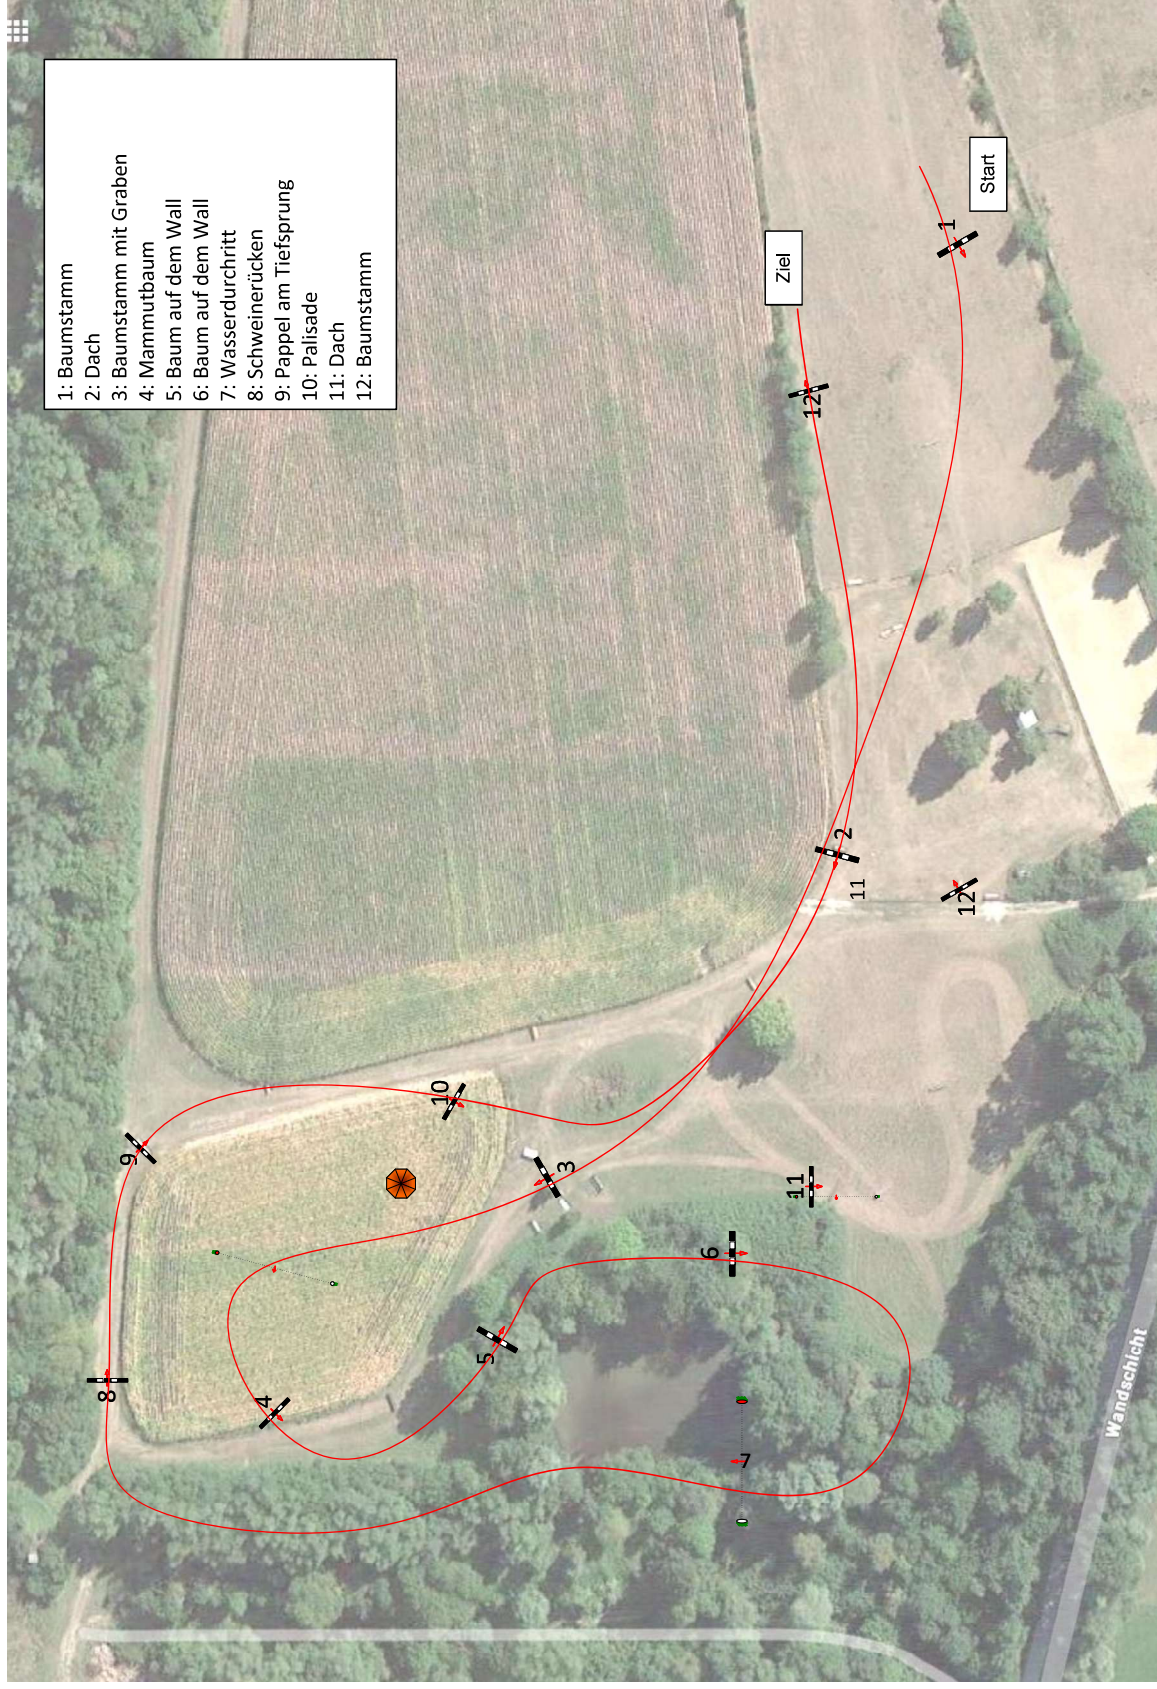 1: Baumstamm
2: Dach
3: Baumstamm mit Graben
4: Mammutbaum
5: Baum auf dem Wall
6: Baum auf dem Wall
7: Wasserdurchritt
8: Schweinerücken
9: Pappel am Tiefsprung
10: Palisade
11: Dach
12: Baumstamm
Start
Ziel
1
12
2
11
12
10
9
3
11
6
5
8
4
7
Wandschicht